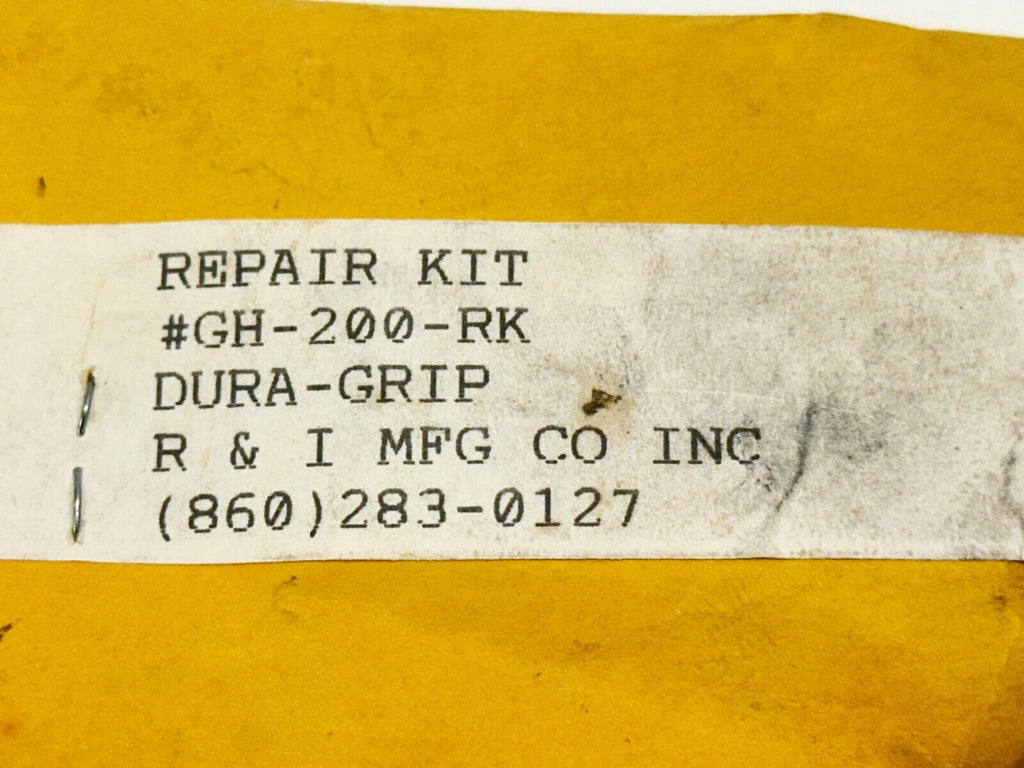 REPAIR KIT
#GH-200-RK
DURA-GRIP
R & I MFG CO INC
(860)283-0127